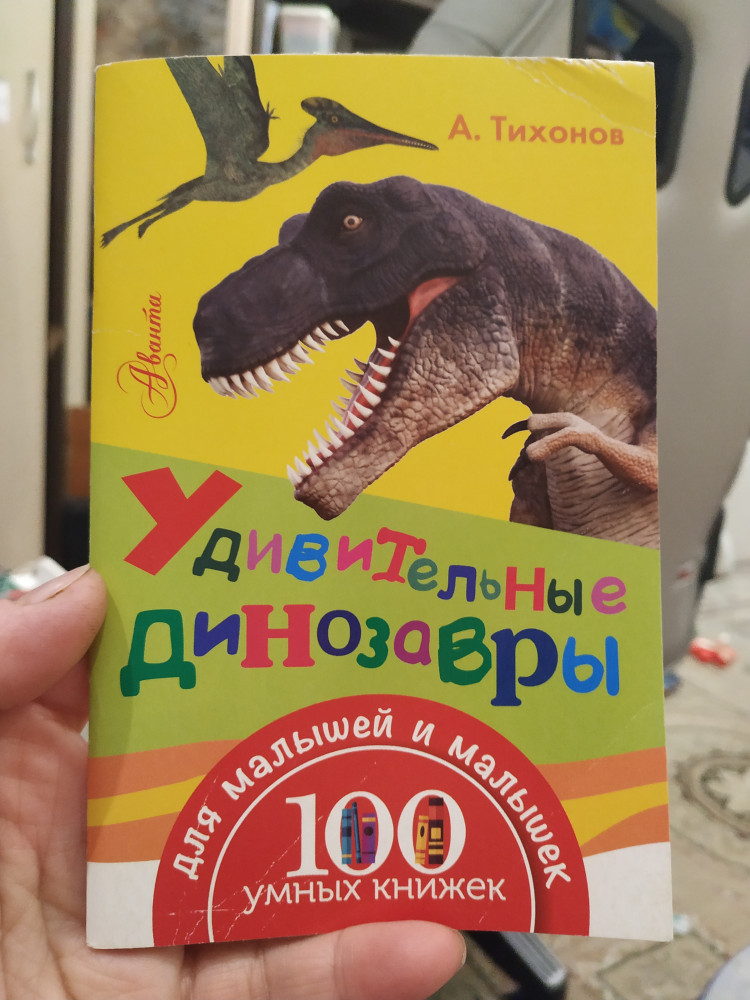 А. Тихонов
Аванта
Удивительные
динозавры
для малышей и малышек
100
умных книжек